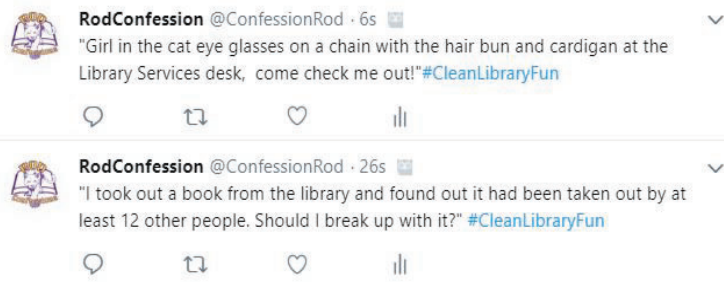 RodConfession @ConfessionRod · 6s
"Girl in the cat eye glasses on a chain with the hair bun and cardigan at the
Library Services desk, come check me out!"#CleanLibraryFun
RodConfession @ConfessionRod · 26s
"I took out a book from the library and found out it had been taken out by at
least 12 other people. Should I break up with it?" #CleanLibraryFun